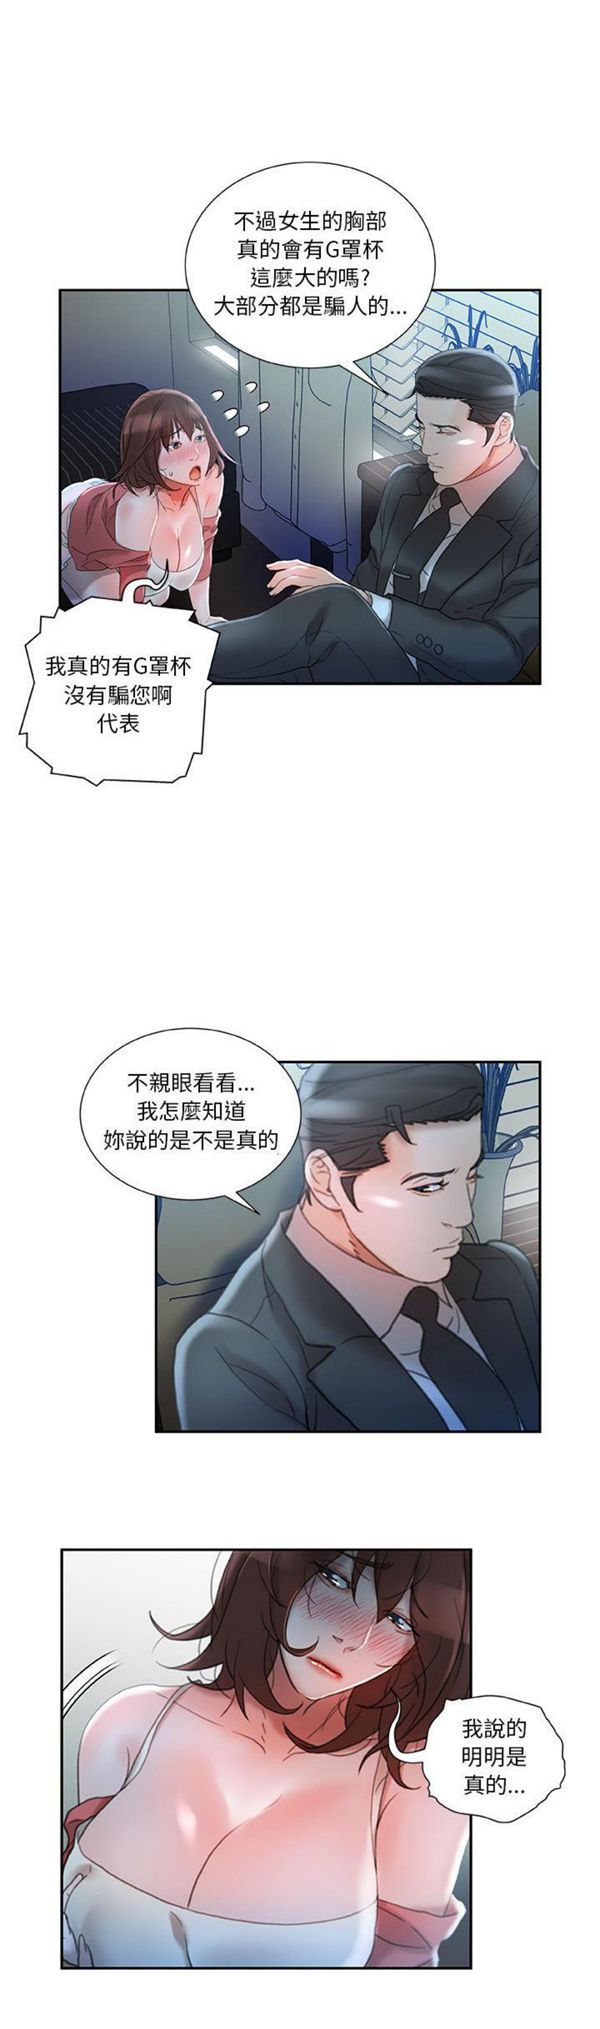 不過女生的胸部
真的會有G罩杯
這麼大的嗎?
大部分都是騙人的...
我真的有G罩杯
沒有騙您啊
代表
不親眼看看...
我怎麼知道
妳說的是不是真的
我說的
明明是
真的...